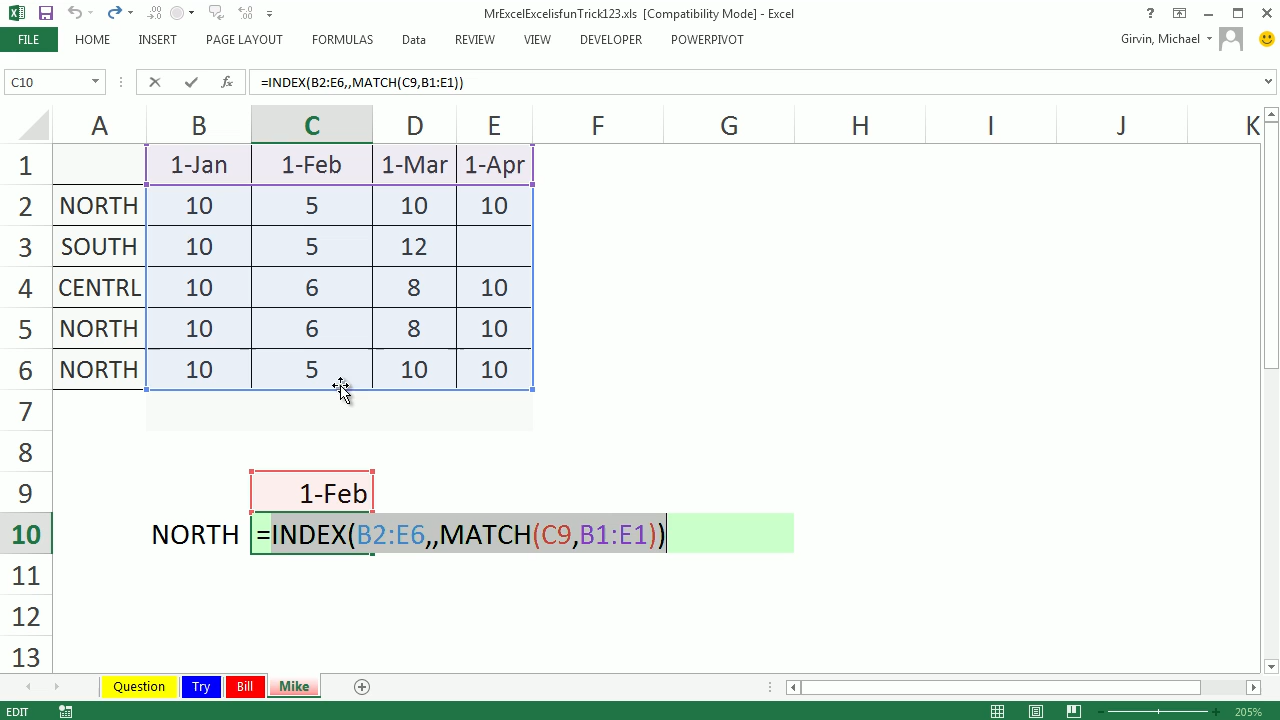 MrExcelExcelisfunTrick123.xls [Compatibility Mode] - Excel
FILE HOME INSERT PAGE LAYOUT FORMULAS Data REVIEW VIEW DEVELOPER POWERPIVOT Girvin, Michael
C10 fx =INDEX(B2:E6,,MATCH(C9,B1:E1))
A B C D E F G H I J K
1 1-Jan 1-Feb 1-Mar 1-Apr
2 NORTH 10 5 10 10
3 SOUTH 10 5 12
4 CENTRL 10 6 8 10
5 NORTH 10 6 8 10
6 NORTH 10 5 10 10
7
8
9 1-Feb
10 NORTH =INDEX(B2:E6,,MATCH(C9,B1:E1))
11
12
13
Question Try Bill Mike
EDIT 205%